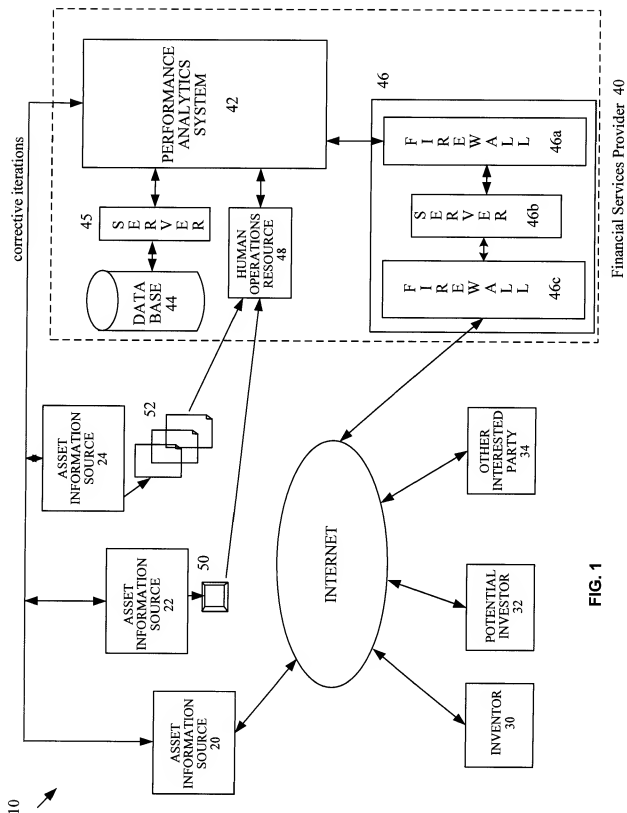 10
corrective iterations
ASSET
INFORMATION
SOURCE
20
ASSET
INFORMATION
SOURCE
22
50
ASSET
INFORMATION
SOURCE
24
52
DATA
BASE
44
45
SERVER
HUMAN
OPERATIONS
RESOURCE
48
PERFORMANCE
ANALYTICS
SYSTEM
42
46
FIREWALL
46a
SERVER
46b
FIREWALL
46c
INTERNET
INVENTOR
30
POTENTIAL
INVESTOR
32
OTHER
INTERESTED
PARTY
34
Financial Services Provider 40
FIG. 1